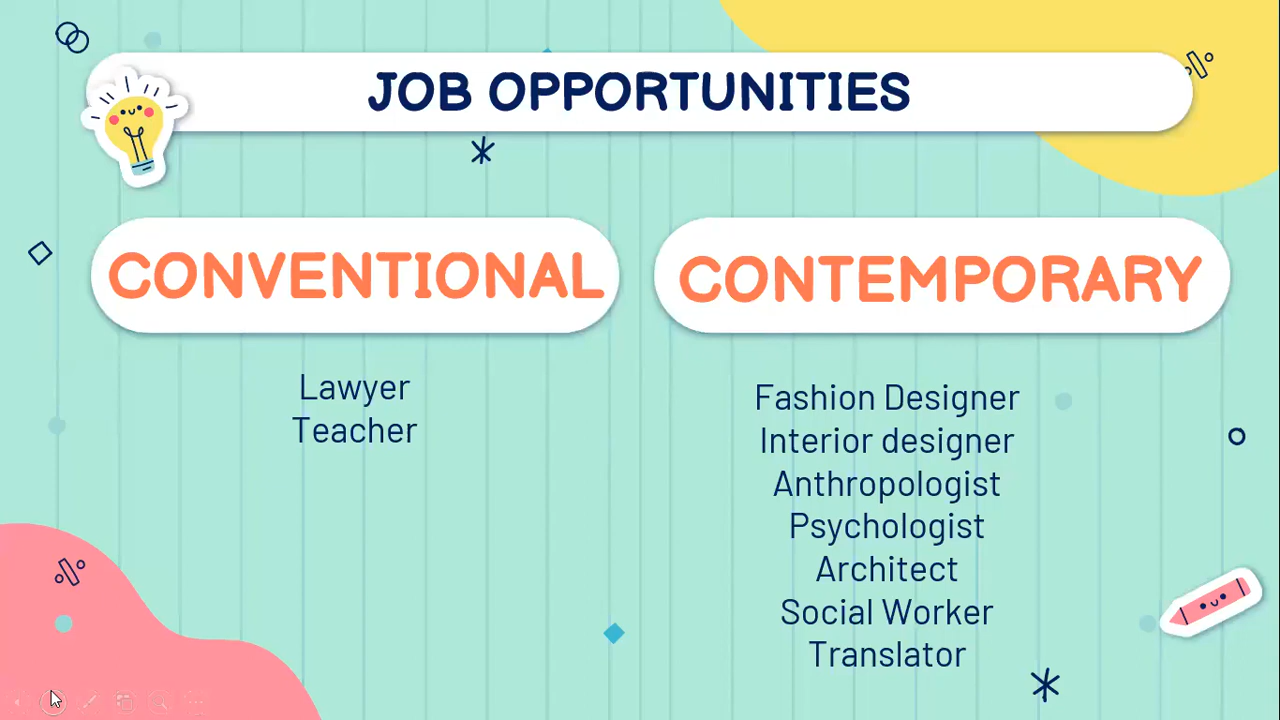 JOB OPPORTUNITIES
CONVENTIONAL
Lawyer
Teacher
CONTEMPORARY
Fashion Designer
Interior designer
Anthropologist
Psychologist
Architect
Social Worker
Translator